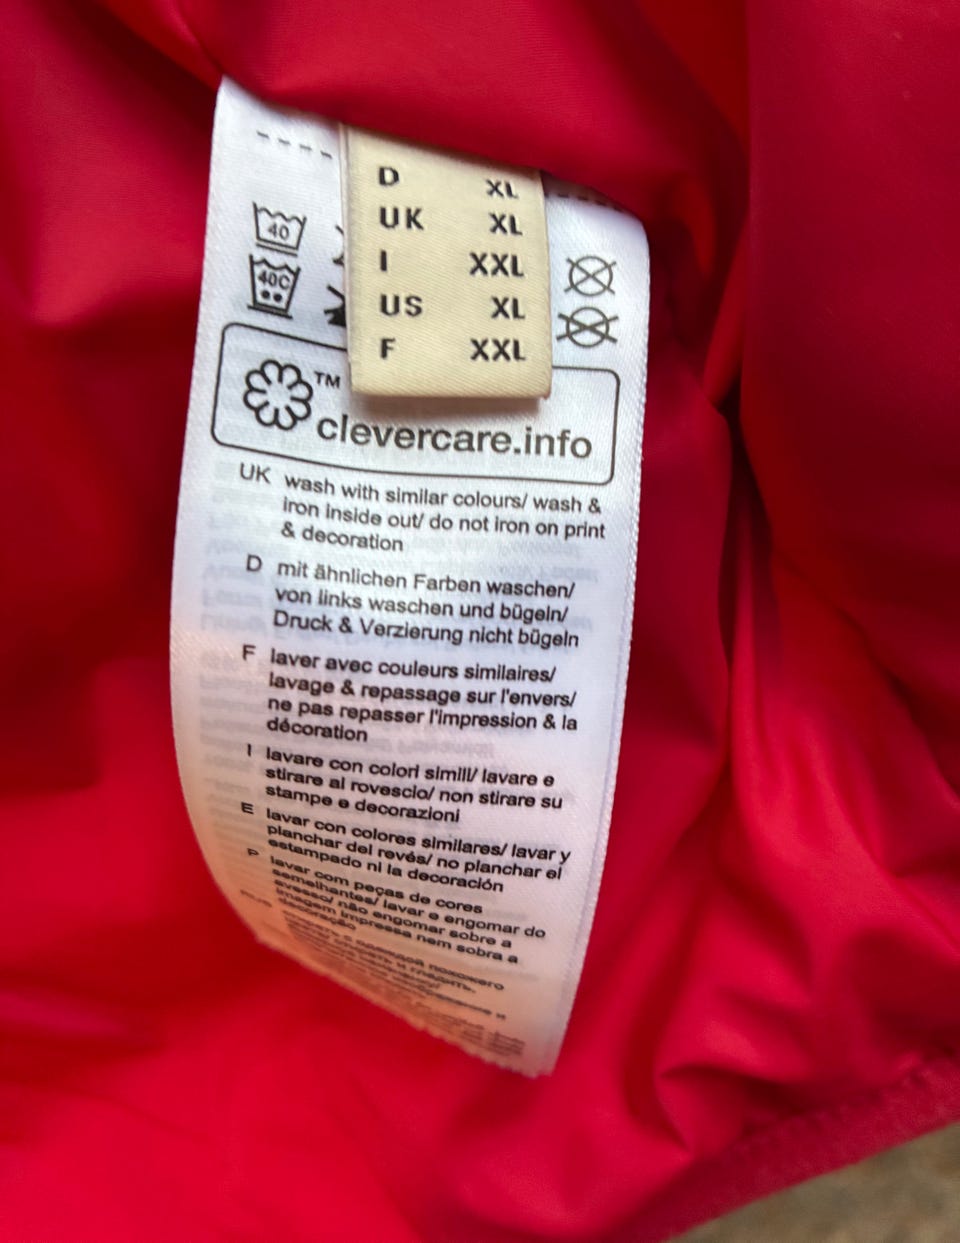 D XL
UK XL
I XXL
US XL
F XXL
40
40C
TM
clevercare.info
UK wash with similar colours/ wash &
iron inside out/ do not iron on print
& decoration
D mit ähnlichen Farben waschen/
von links waschen und bügeln/
Druck & Verzierung nicht bügeln
F laver avec couleurs similaires/
lavage & repassage sur l'envers/
ne pas repasser l'impression & la
décoration
I lavare con colori simili/ lavare e
stirare al rovescio/ non stirare su
stampe e decorazioni
E lavar con colores similares/ lavar y
planchar del revés/ no planchar el
estampado ni la decoración
P lavar com peças de cores
semelhantes/ lavar e engomar do
avesso/ não engomar sobre a
imagem impressa nem sobra a
decoração
с одеждой похожего
и гладить,